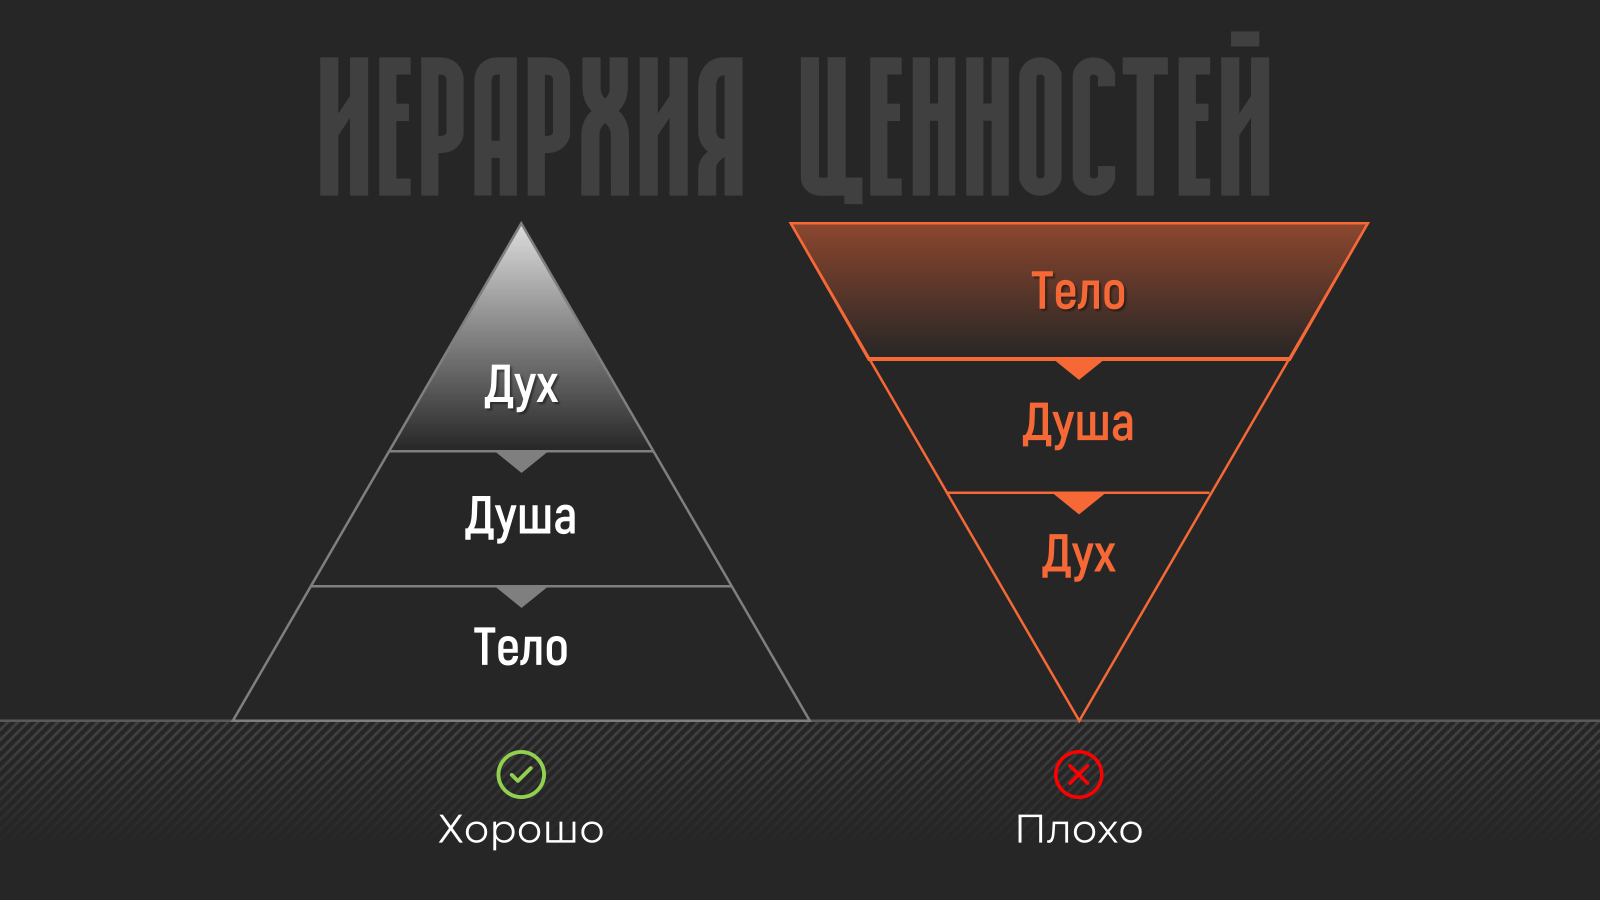 ИЕРАРХИЯ ЦЕННОСТЕЙ
Дух
Душа
Тело
Тело
Душа
Дух
Хорошо
Плохо